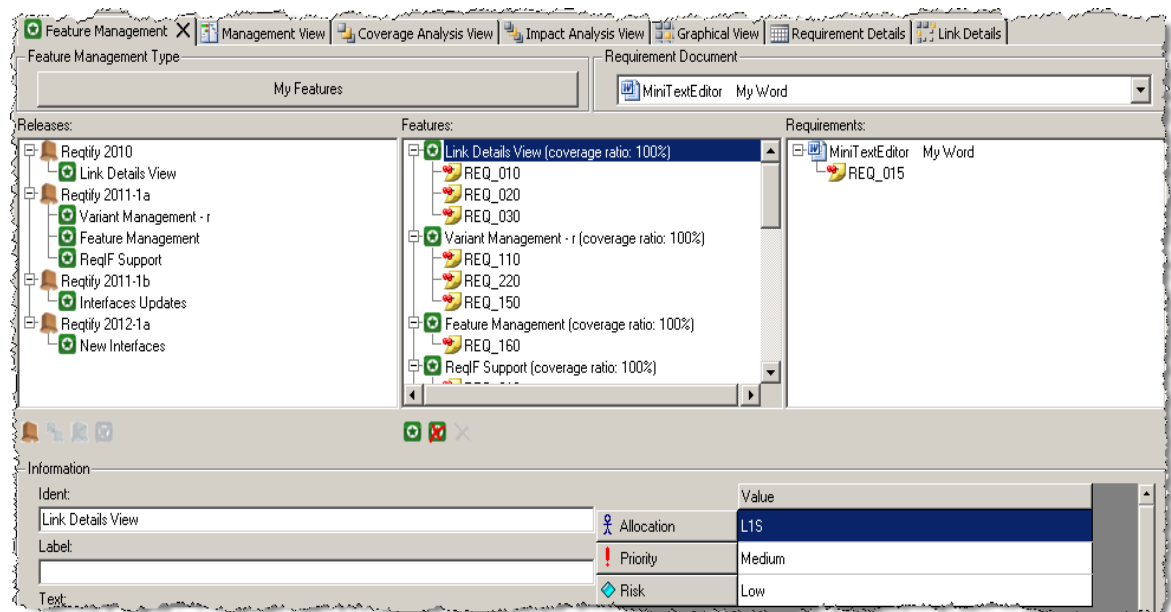 Feature Management Management View Coverage Analysis View Impact Analysis View Graphical View Requirement Details Link Details
Feature Management Type
Requirement Document
My Features
MiniTextEditor My Word
Releases:
Reqtify 2010
Link Details View
Reqtify 2011-1a
Variant Management - r
Feature Management
ReqIF Support
Reqtify 2011-1b
Interfaces Updates
Reqtify 2012-1a
New Interfaces
Features:
Link Details View (coverage ratio: 100%)
REQ_010
REQ_020
REQ_030
Variant Management - r (coverage ratio: 100%)
REQ_110
REQ_220
REQ_150
Feature Management (coverage ratio: 100%)
REQ_160
ReqIF Support (coverage ratio: 100%)
Requirements:
MiniTextEditor My Word
REQ_015
Information
Ident:
Link Details View
Label:
Text:
Value
Allocation L1S
Priority Medium
Risk Low